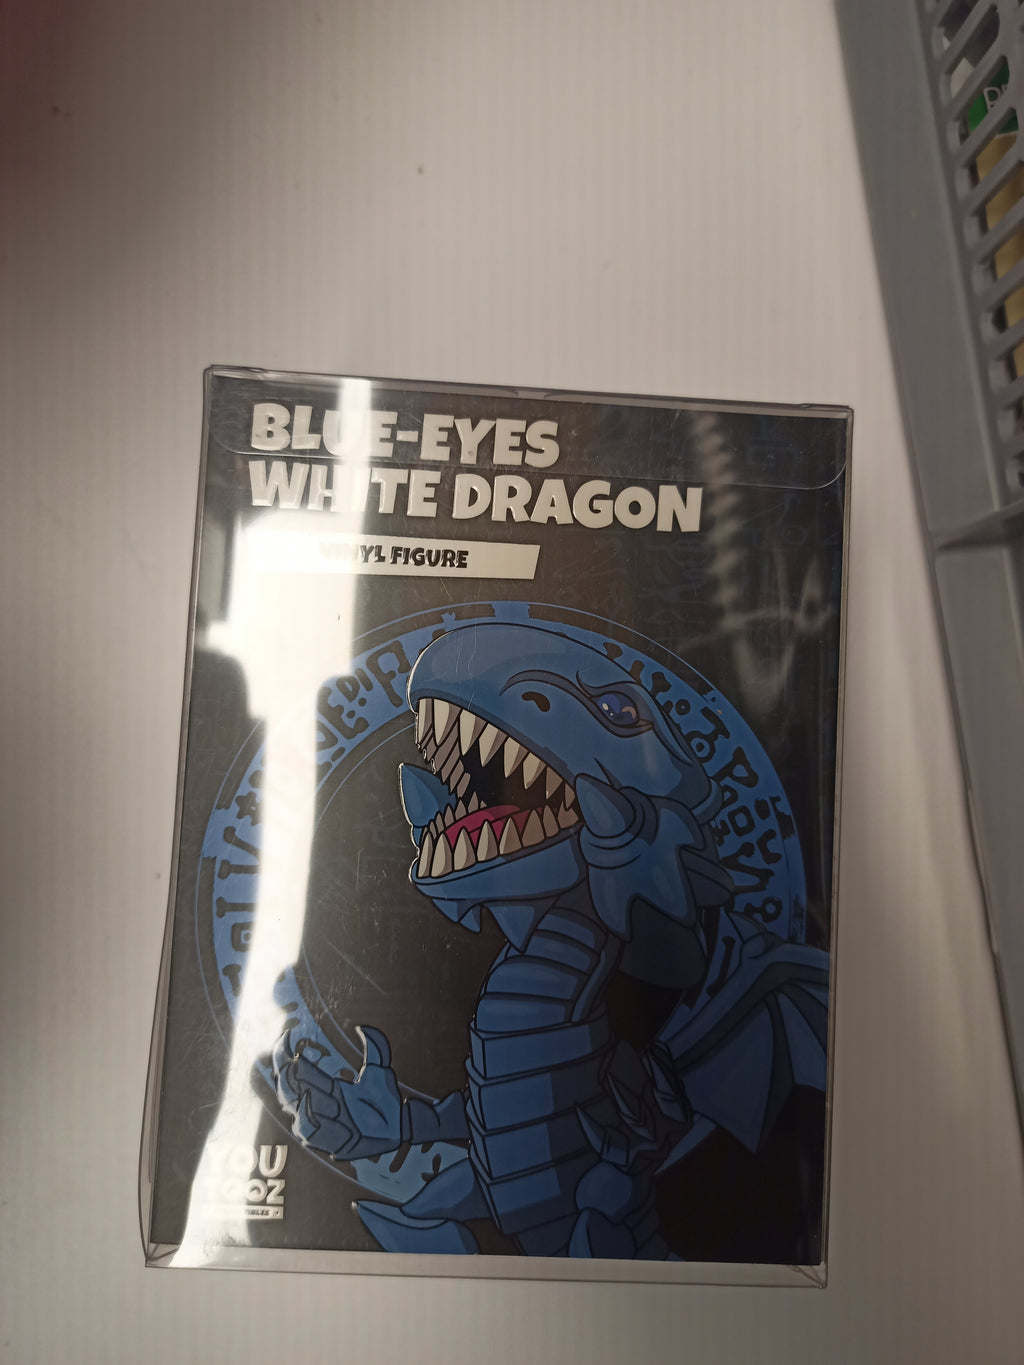 BLUE-EYES
WHITE DRAGON
VINYL FIGURE
YOU
TOOZ